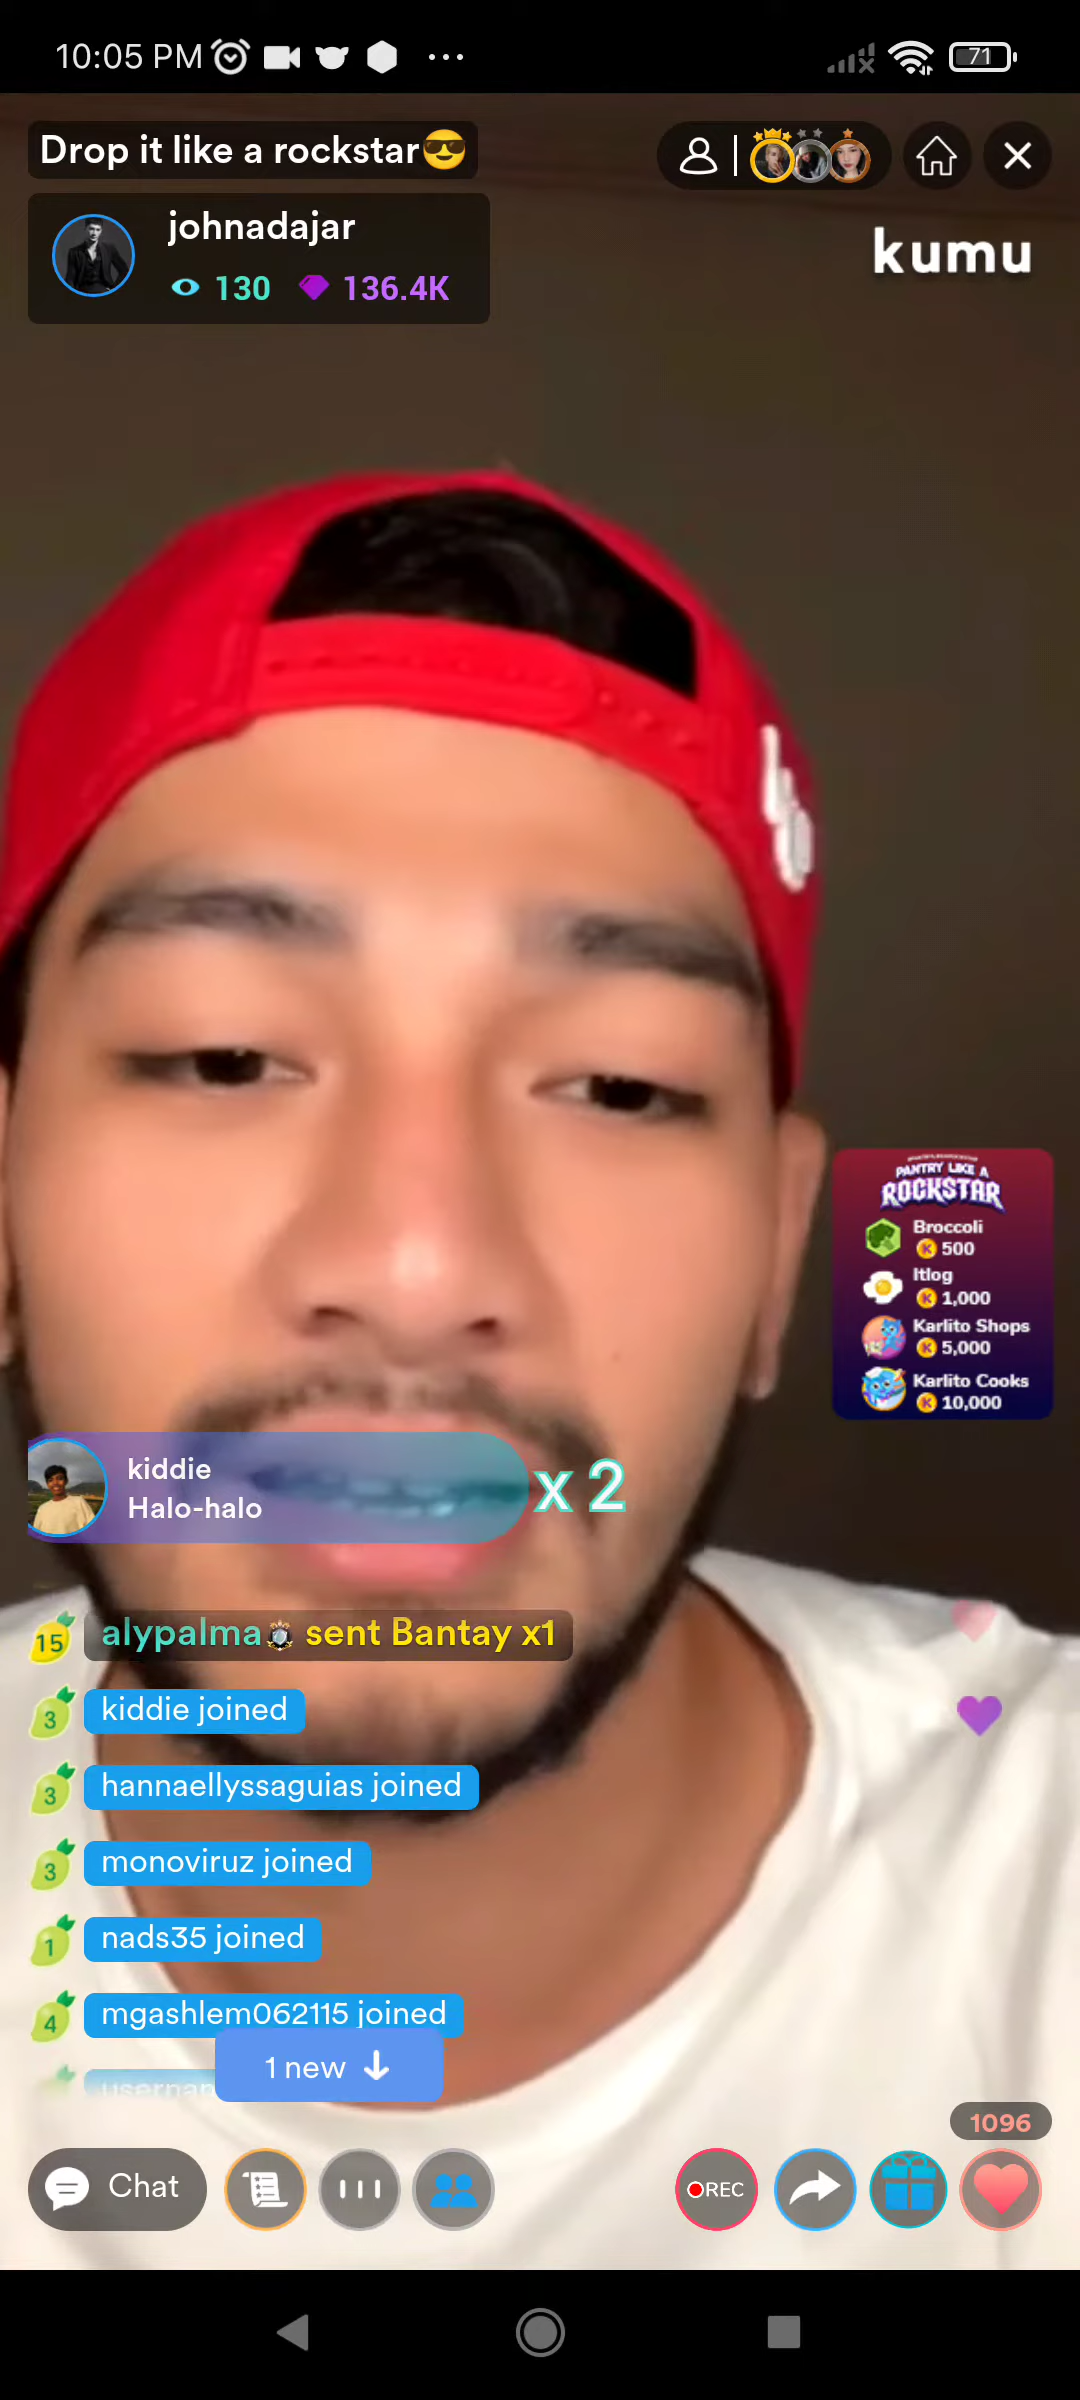 10:05 PM
71
Drop it like a rockstar😎
johnadajar
130 136.4K
kumu
PANTRY LIKE A
ROCKSTAR
Broccoli
500
Itlog
1,000
Karlito Shops
5,000
Karlito Cooks
10,000
kiddie
Halo-halo
x 2
15 alypalma sent Bantay x1
3 kiddie joined
3 hannaellyssaguias joined
3 monoviruz joined
1 nads35 joined
4 mgashlem062115 joined
1 new
1096
Chat
REC